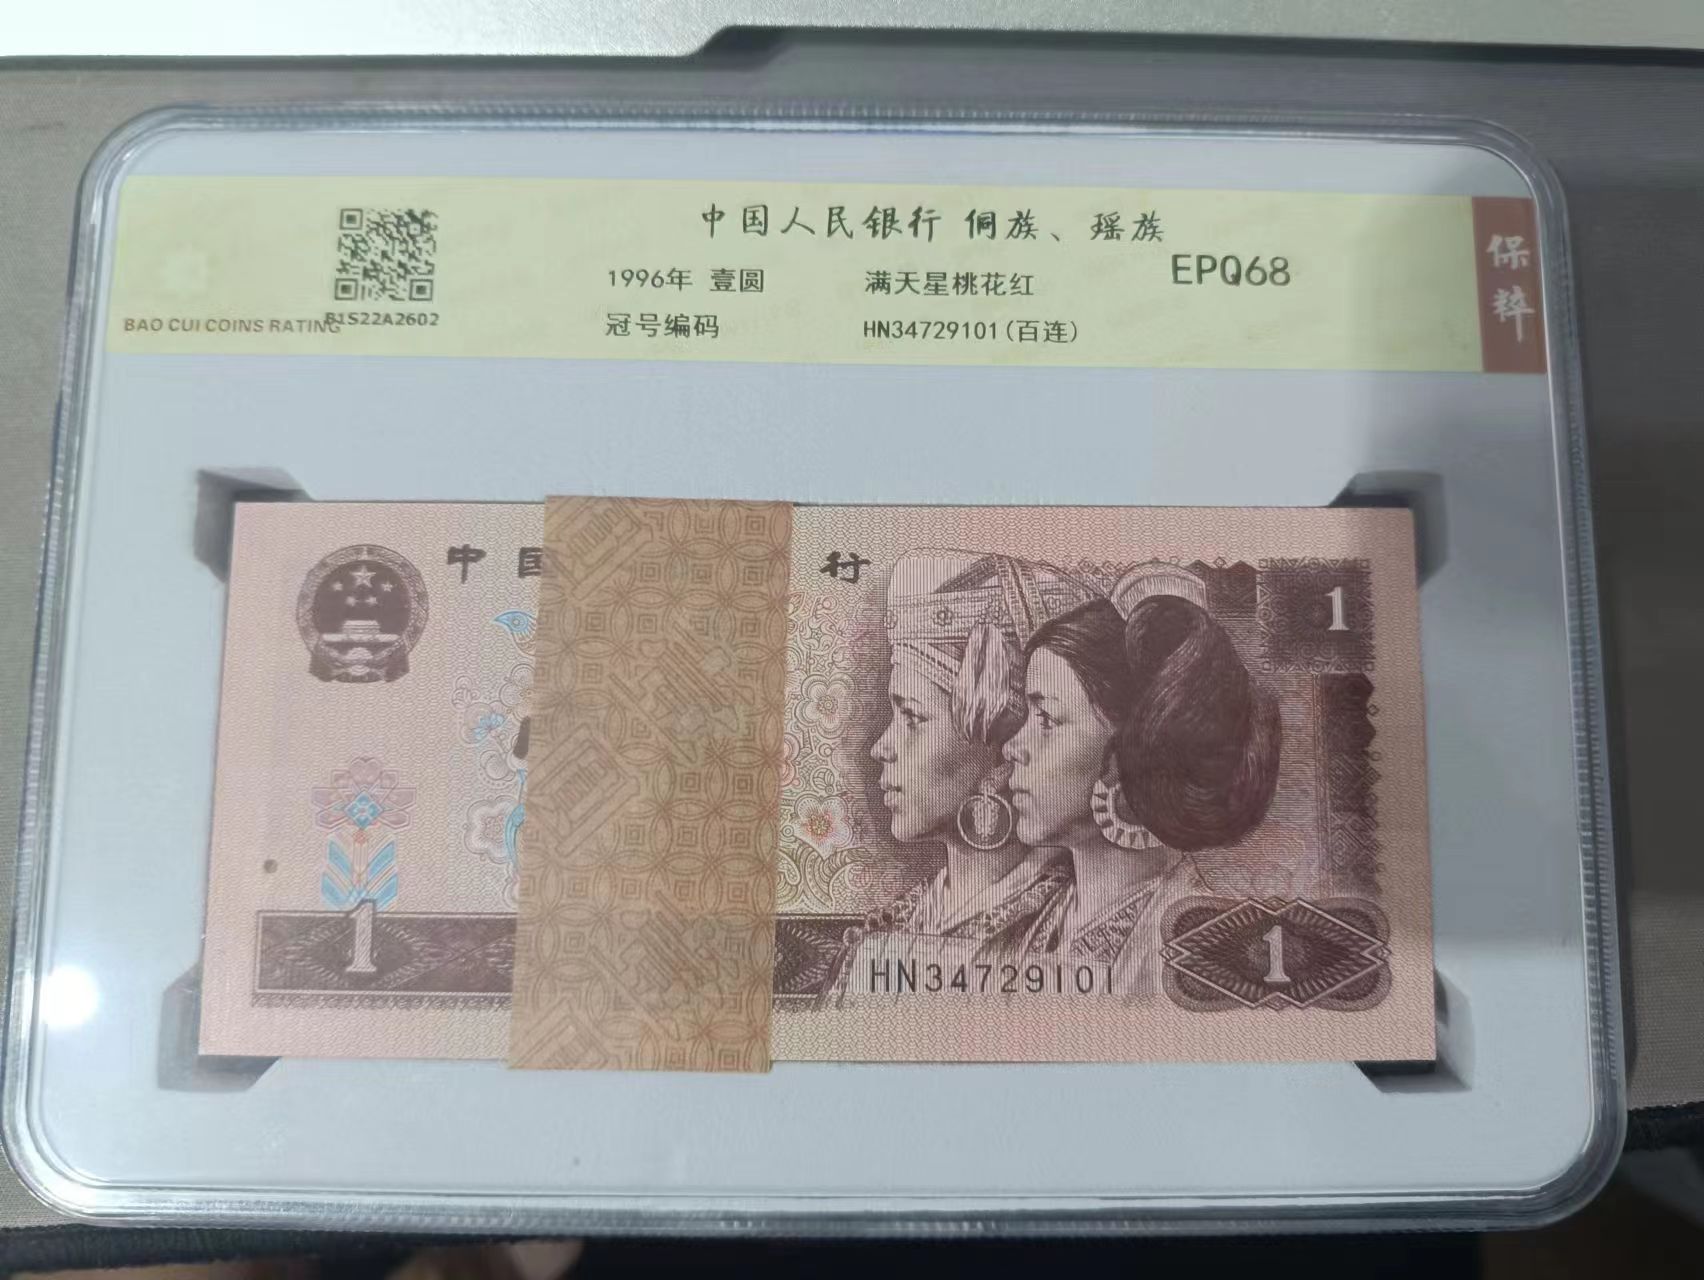 中国人民银行 侗族、瑶族
1996年 壹圆 满天星桃花红 EPQ68
冠号编码 HN34729101(百连)
B1S22A2602
BAO CUI COINS RATING
保粹
中国 行
1
1
HN34729101
1